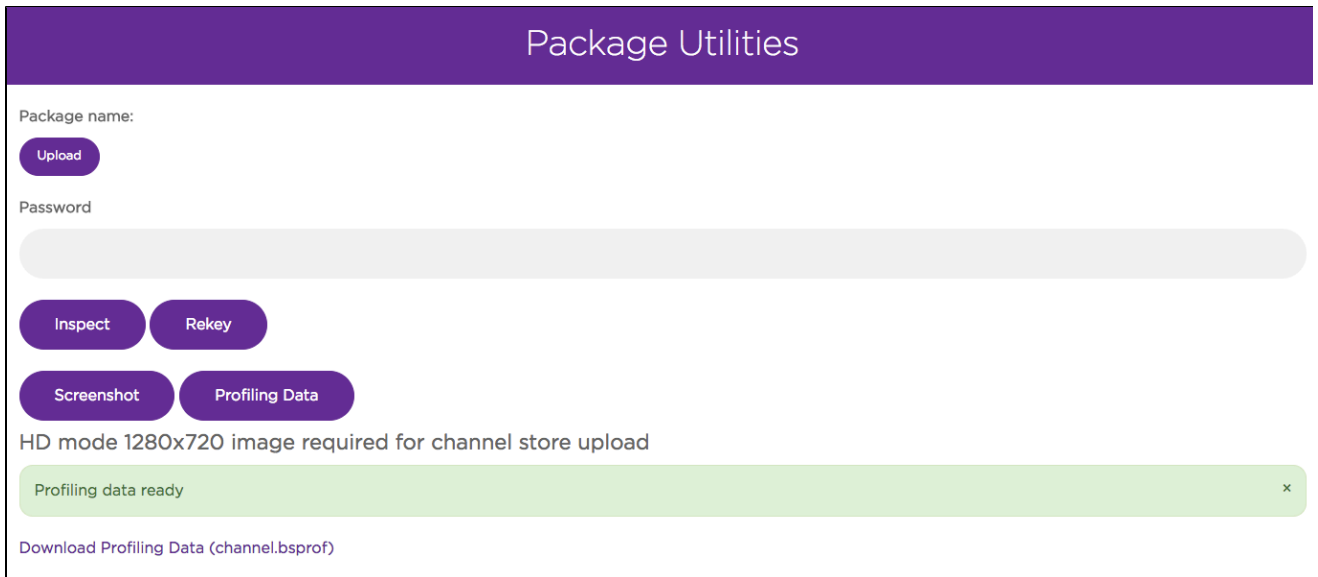 Package Utilities
Package name:
Upload
Password
Inspect Rekey
Screenshot Profiling Data
HD mode 1280x720 image required for channel store upload
Profiling data ready ×
Download Profiling Data (channel.bsprof)